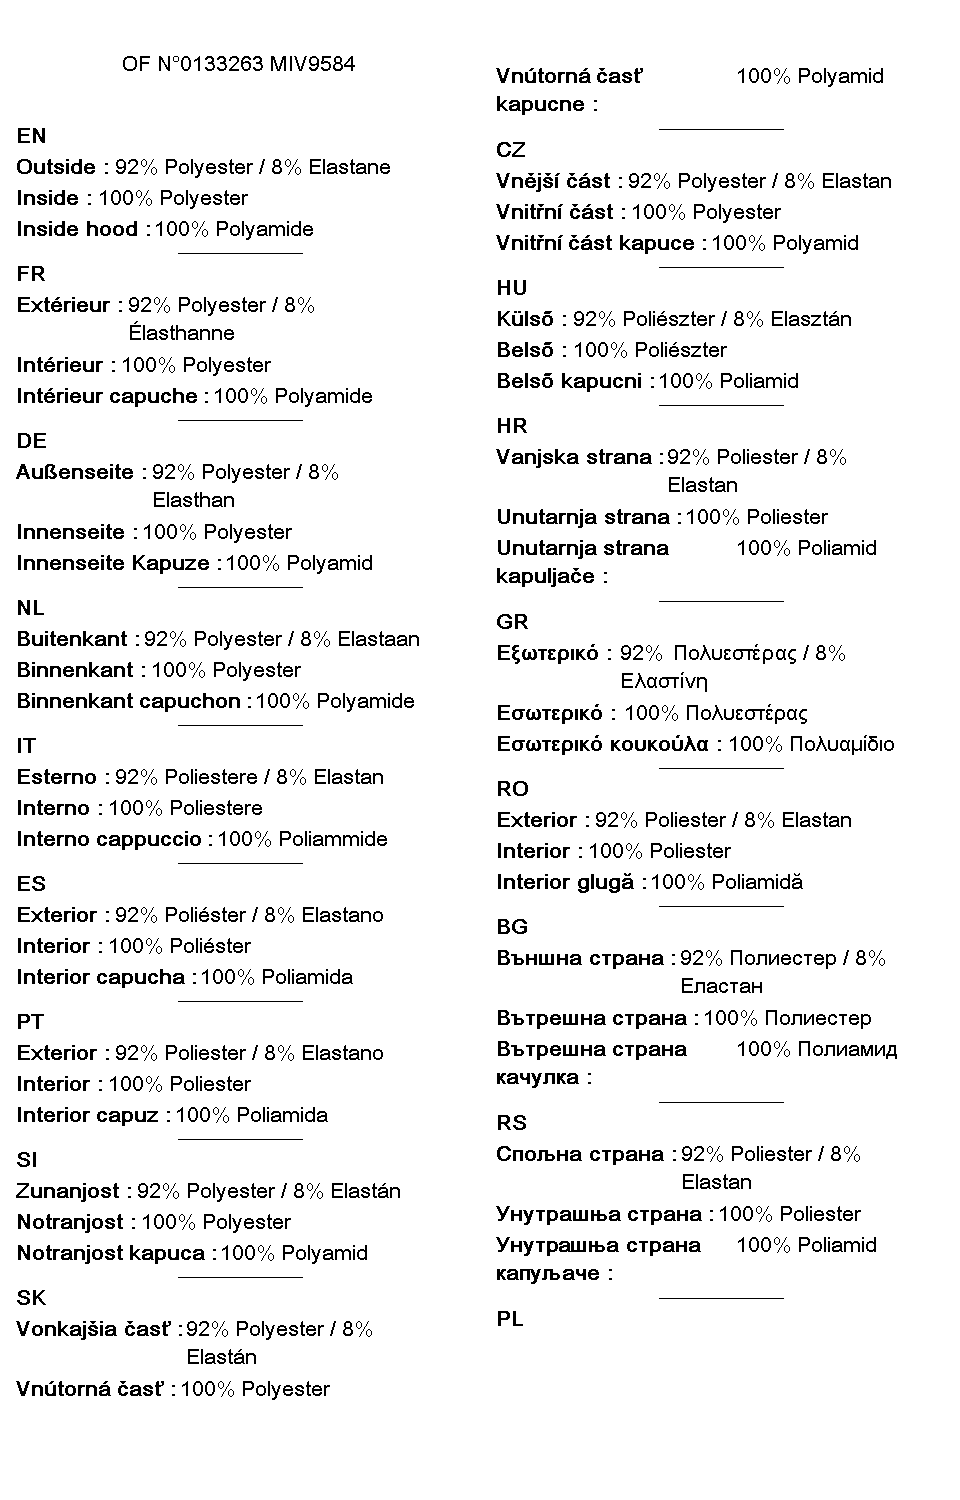 OF N°0133263 MIV9584
EN
Outside : 92% Polyester / 8% Elastane
Inside : 100% Polyester
Inside hood : 100% Polyamide
FR
Extérieur : 92% Polyester / 8%
Élasthanne
Intérieur : 100% Polyester
Intérieur capuche : 100% Polyamide
DE
Außenseite : 92% Polyester / 8%
Elasthan
Innenseite : 100% Polyester
Innenseite Kapuze : 100% Polyamid
NL
Buitenkant : 92% Polyester / 8% Elastaan
Binnenkant : 100% Polyester
Binnenkant capuchon : 100% Polyamide
IT
Esterno : 92% Poliestere / 8% Elastan
Interno : 100% Poliestere
Interno cappuccio : 100% Poliammide
ES
Exterior : 92% Poliéster / 8% Elastano
Interior : 100% Poliéster
Interior capucha : 100% Poliamida
PT
Exterior : 92% Poliester / 8% Elastano
Interior : 100% Poliester
Interior capuz : 100% Poliamida
SI
Zunanjost : 92% Polyester / 8% Elastán
Notranjost : 100% Polyester
Notranjost kapuca : 100% Polyamid
SK
Vonkajšia časť : 92% Polyester / 8%
Elastán
Vnútorná časť : 100% Polyester
Vnútorná časť 100% Polyamid
kapucne :
CZ
Vnější část : 92% Polyester / 8% Elastan
Vnitřní část : 100% Polyester
Vnitřní část kapuce : 100% Polyamid
HU
Külső : 92% Poliészter / 8% Elasztán
Belső : 100% Poliészter
Belső kapucni : 100% Poliamid
HR
Vanjska strana : 92% Poliester / 8%
Elastan
Unutarnja strana : 100% Poliester
Unutarnja strana 100% Poliamid
kapuljače :
GR
Εξωτερικό : 92% Πολυεστέρας / 8%
Ελαστίνη
Εσωτερικό : 100% Πολυεστέρας
Εσωτερικό κουκούλα : 100% Πολυαμίδιο
RO
Exterior : 92% Poliester / 8% Elastan
Interior : 100% Poliester
Interior glugă : 100% Poliamidă
BG
Външна страна : 92% Полиестер / 8%
Еластан
Вътрешна страна : 100% Полиестер
Вътрешна страна 100% Полиамид
качулка :
RS
Спољна страна : 92% Poliester / 8%
Elastan
Унутрашња страна : 100% Poliester
Унутрашња страна 100% Poliamid
капуљаче :
PL